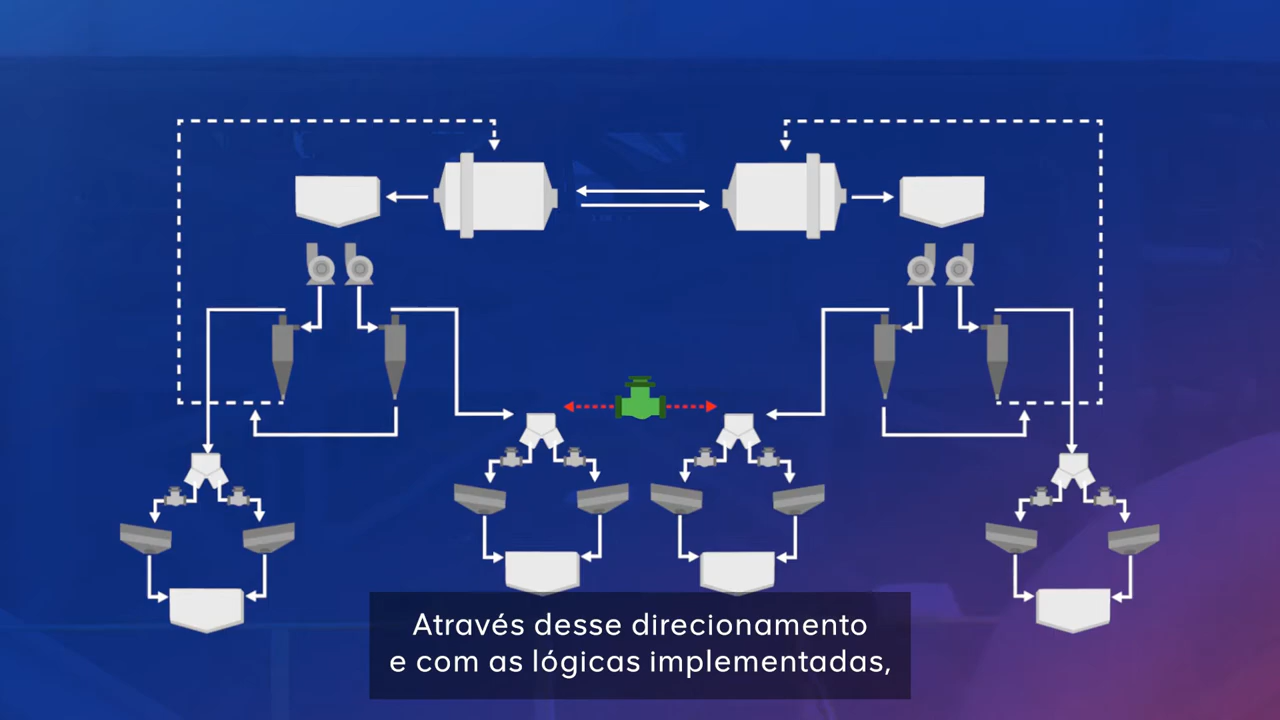 Através desse direcionamento
e com as lógicas implementadas,